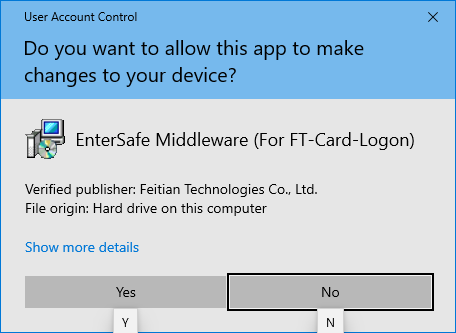 User Account Control
Do you want to allow this app to make
changes to your device?
EnterSafe Middleware (For FT-Card-Logon)
Verified publisher: Feitian Technologies Co., Ltd.
File origin: Hard drive on this computer
Show more details
Yes
No
Y
N